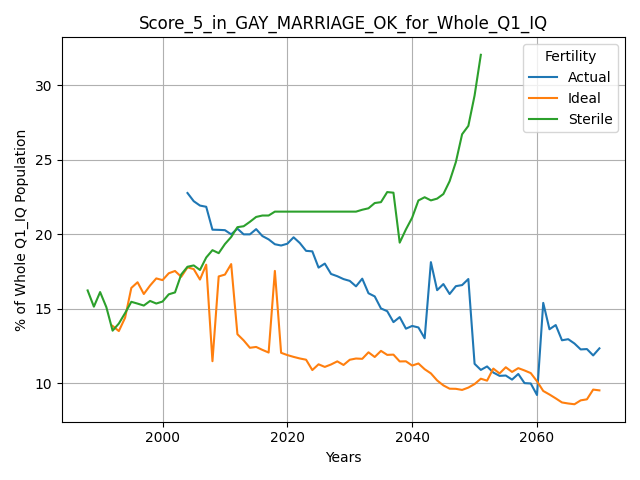 Score_5_in_GAY_MARRIAGE_OK_for_Whole_Q1_IQ
Fertility
Actual
Ideal
Sterile
% of Whole Q1_IQ Population
30
25
20
15
10
2000
2020
2040
2060
Years